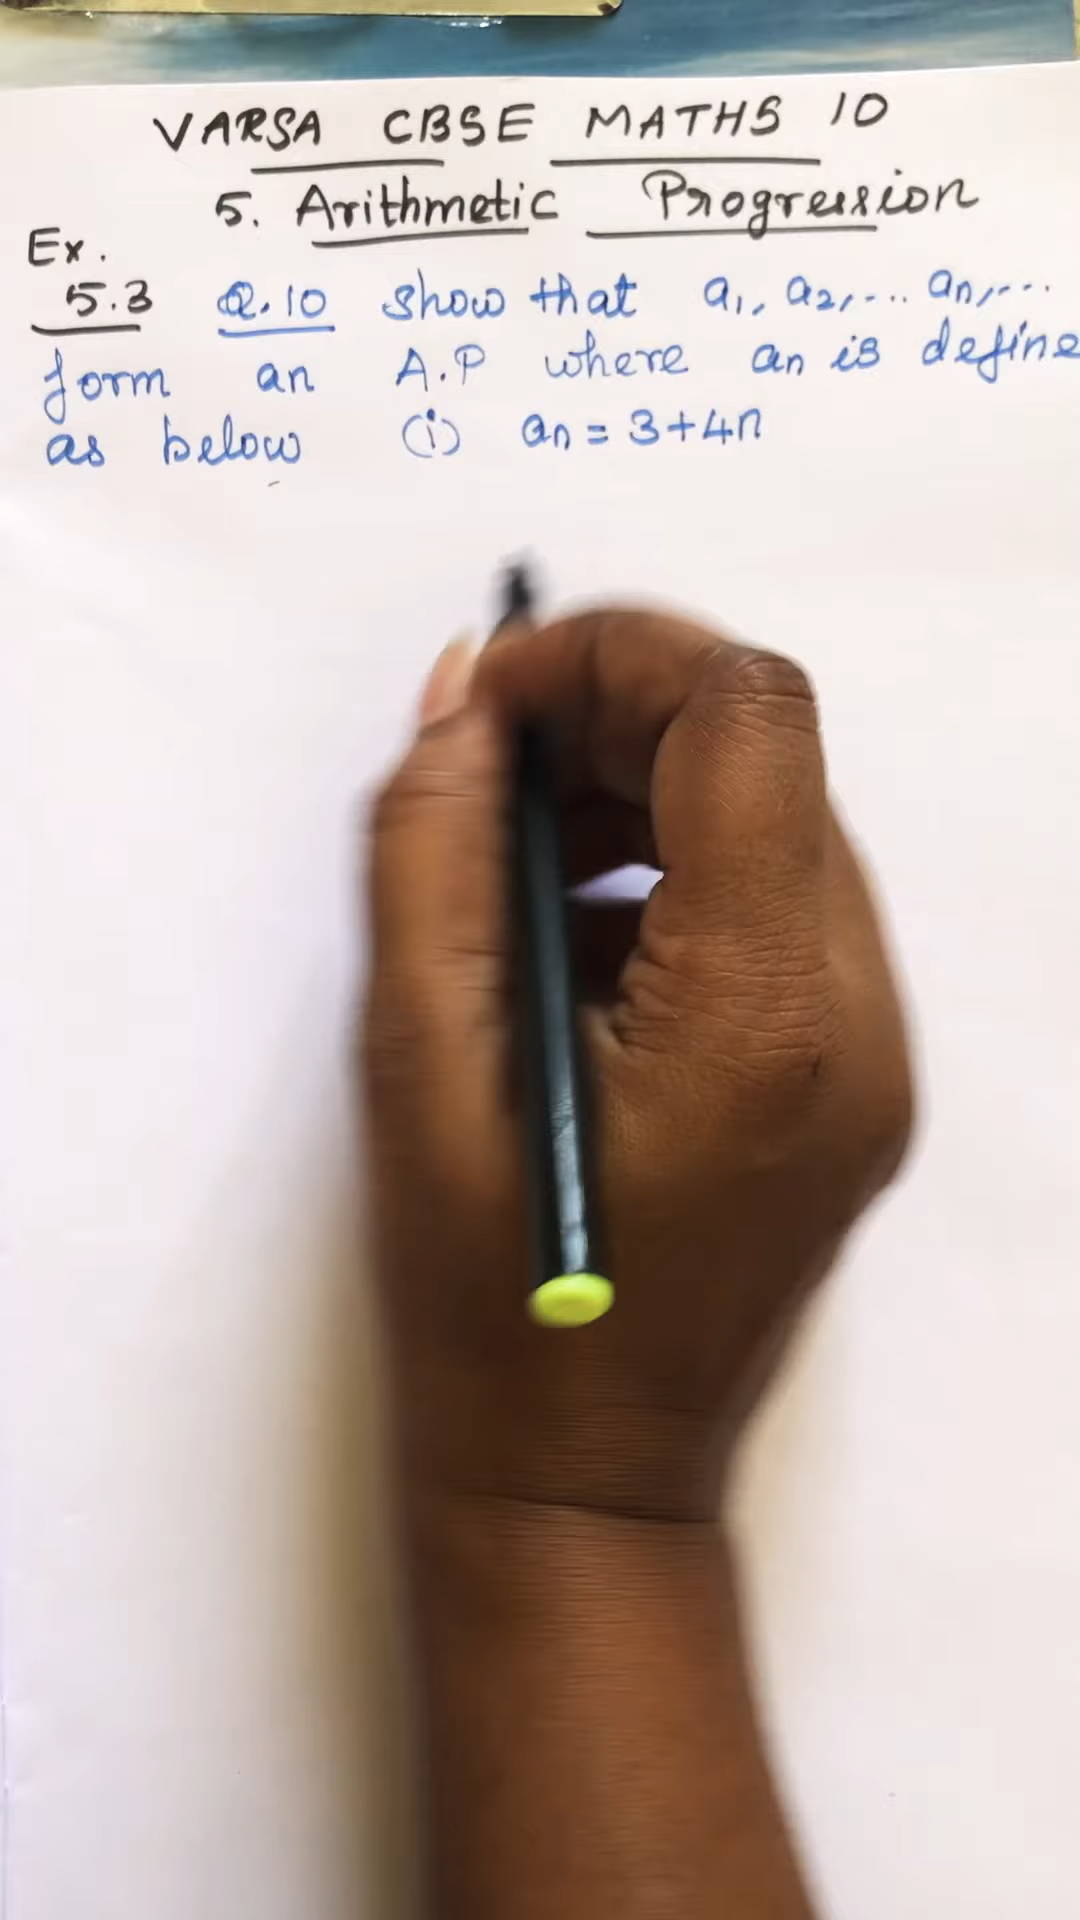 VARSA CBSE MATHS 10
5. Arithmetic Progression
Ex.
5.3 Q.10 show that a₁, a₂,... aₙ,...
form an A.P where aₙ is define
as below (i) aₙ = 3+4n